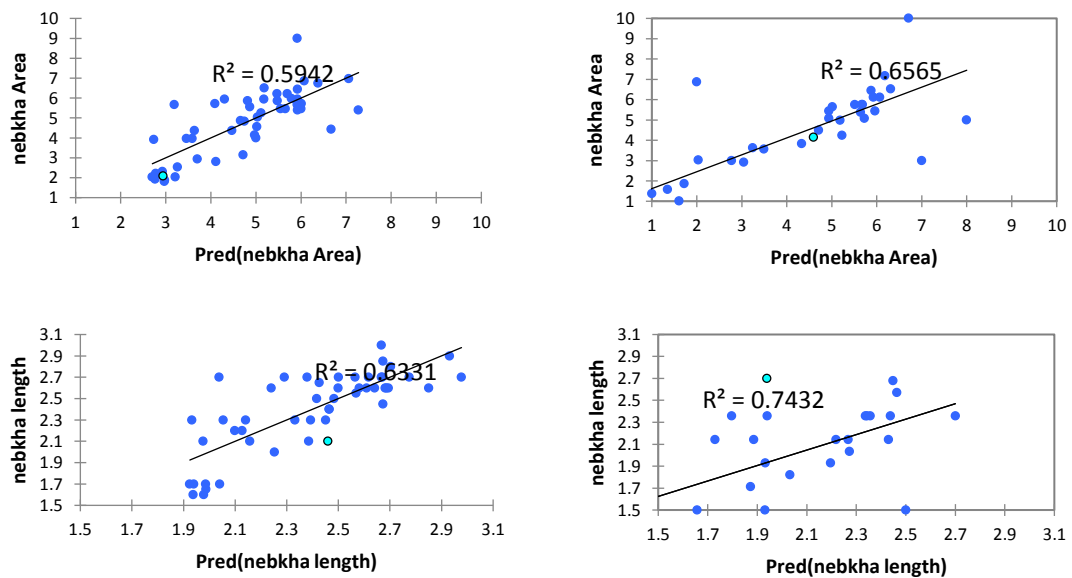 nebkha Area
10
9
8
7
6
5
4
3
2
1
R² = 0.5942
1 2 3 4 5 6 7 8 9 10
Pred(nebkha Area)
nebkha Area
10
9
8
7
6
5
4
3
2
1
R² = 0.6565
1 2 3 4 5 6 7 8 9 10
Pred(nebkha Area)
nebkha length
3.1
2.9
2.7
2.5
2.3
2.1
1.9
1.7
1.5
R² = 0.6331
1.5 1.7 1.9 2.1 2.3 2.5 2.7 2.9 3.1
Pred(nebkha length)
nebkha length
3.1
2.9
2.7
2.5
2.3
2.1
1.9
1.7
1.5
R² = 0.7432
1.5 1.7 1.9 2.1 2.3 2.5 2.7 2.9 3.1
Pred(nebkha length)